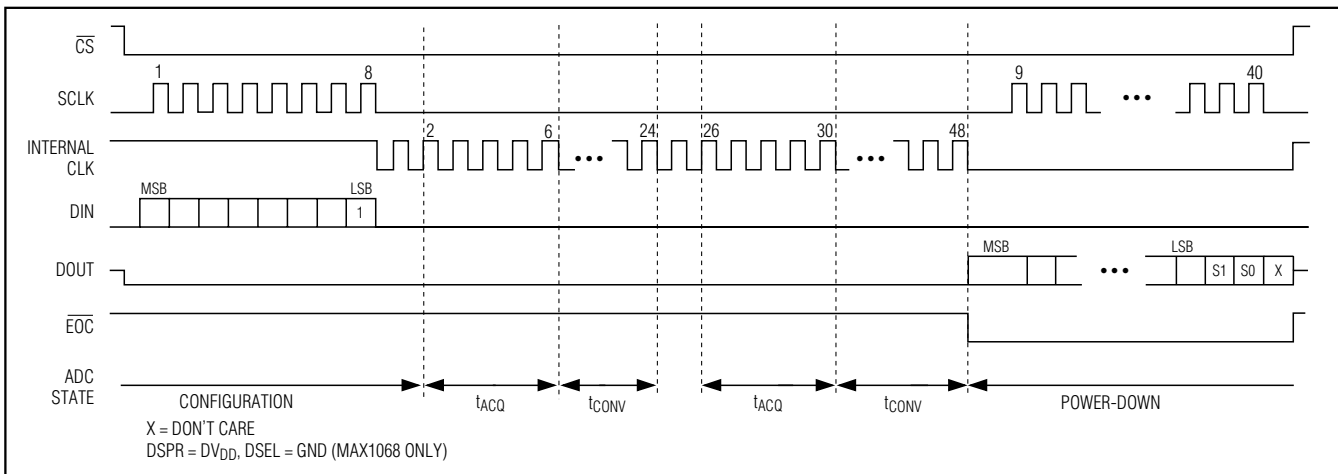 CS
1 8 9 40
SCLK
•••
2 6 24 26 30 48
INTERNAL
CLK
••• •••
MSB LSB
DIN
1
MSB LSB
DOUT
••• S1 S0 X
EOC
ADC
STATE
CONFIGURATION tACQ tCONV tACQ tCONV POWER-DOWN
X = DON'T CARE
DSPR = DVDD, DSEL = GND (MAX1068 ONLY)